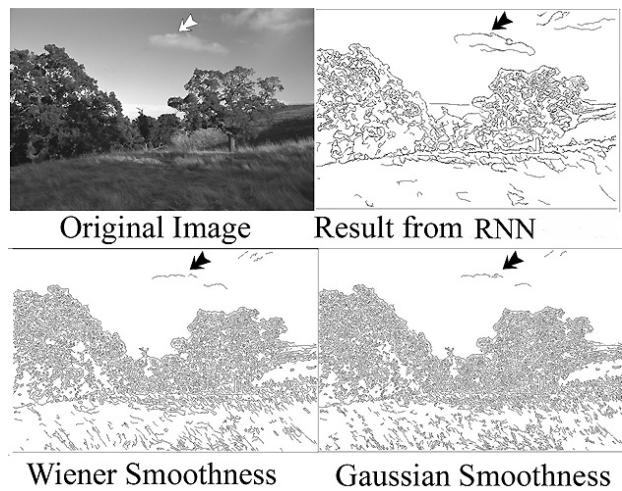 Original Image
Result from RNN
Wiener Smoothness
Gaussian Smoothness